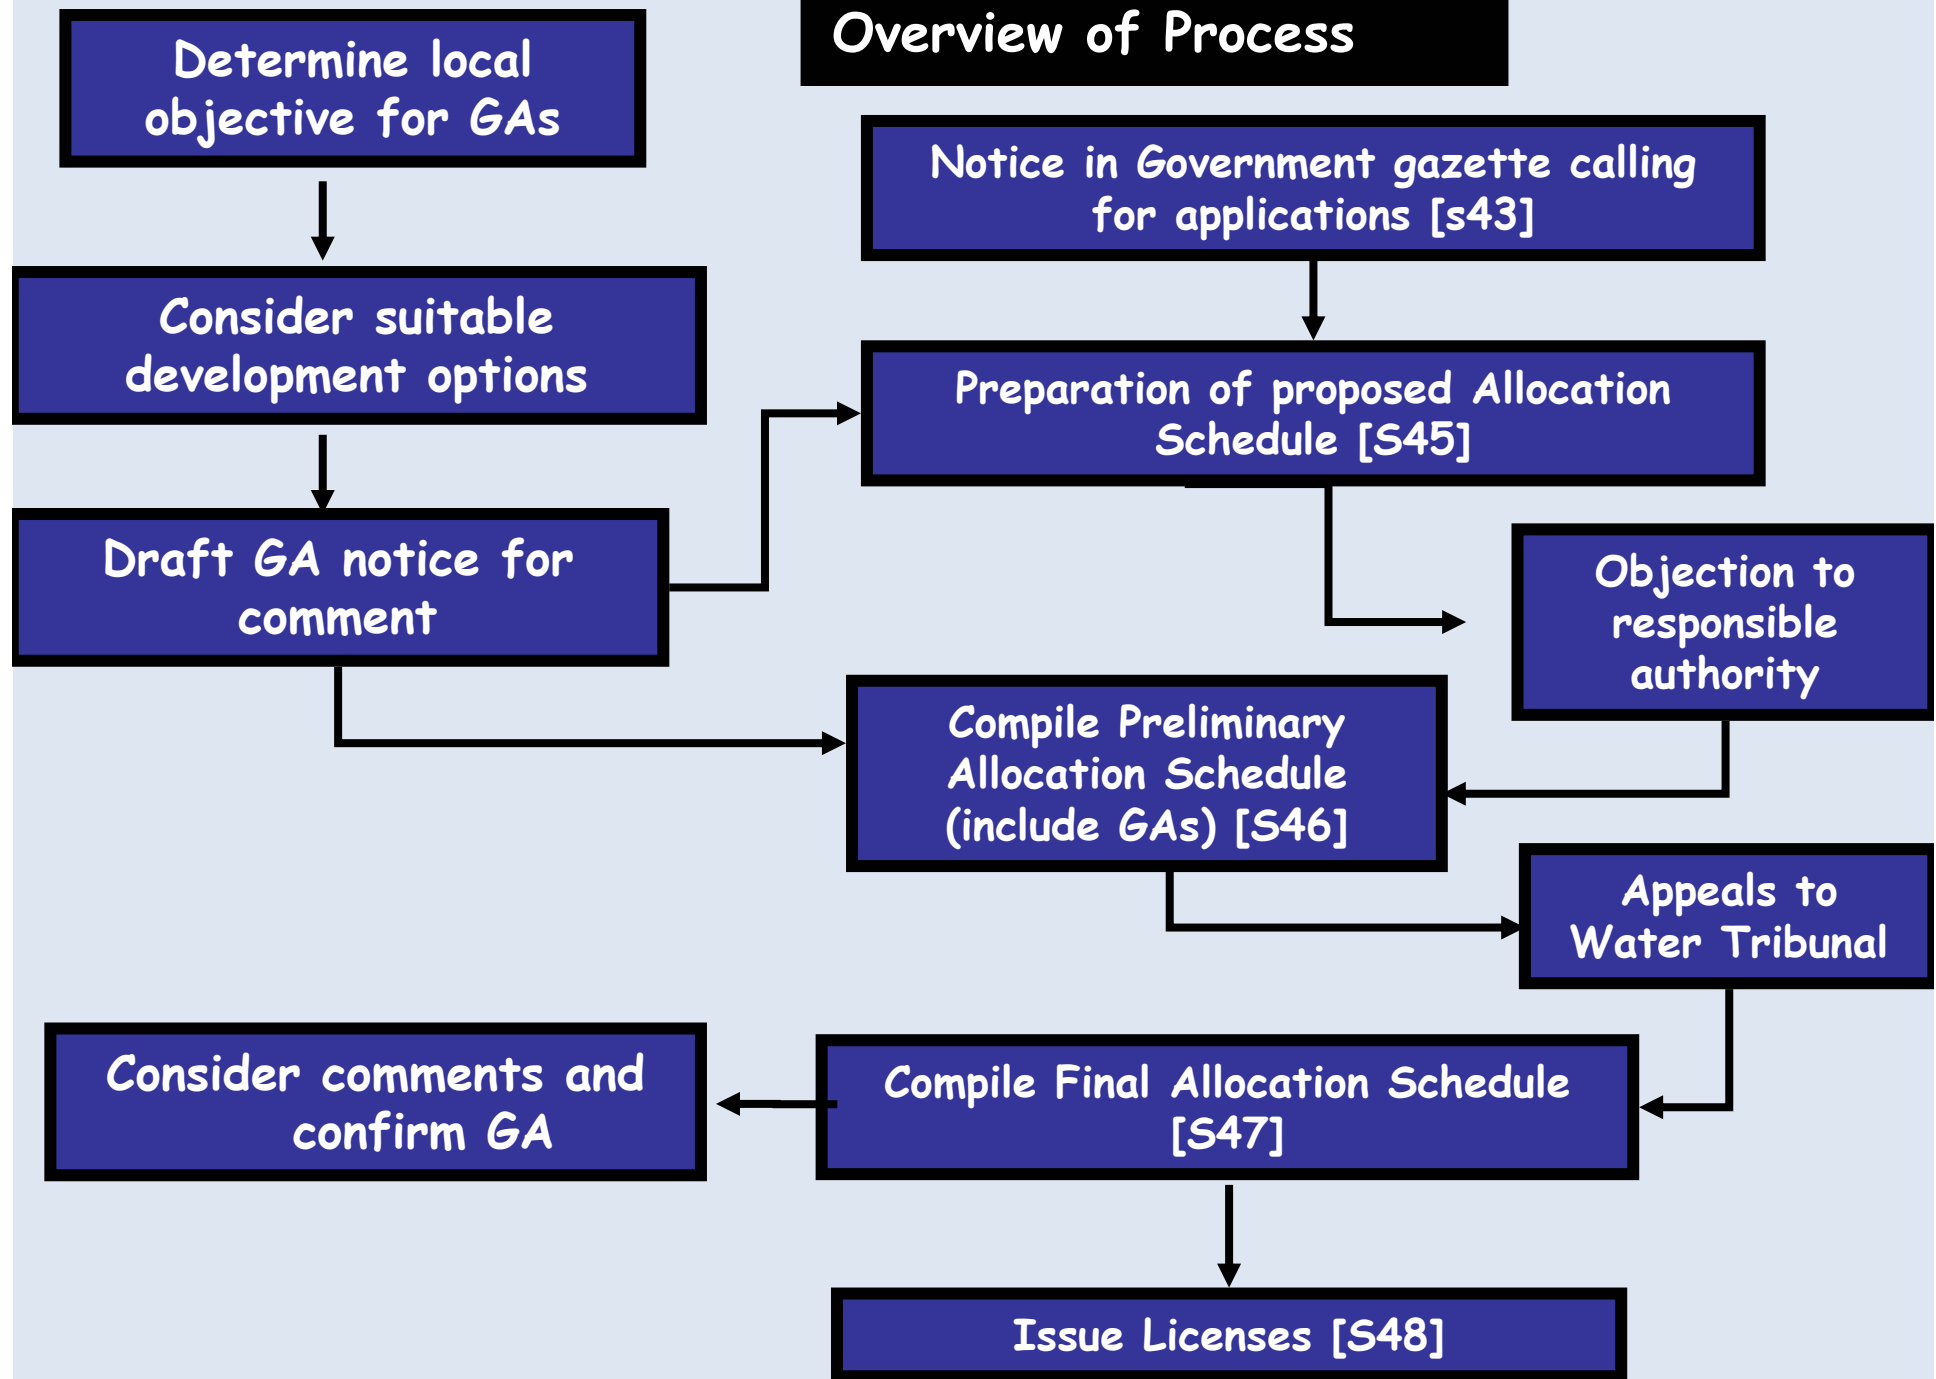 Overview of Process
Determine local
objective for GAs
Notice in Government gazette calling
for applications [s43]
Consider suitable
development options
Preparation of proposed Allocation
Schedule [S45]
Draft GA notice for
comment
Objection to
responsible
authority
Compile Preliminary
Allocation Schedule
(include GAs) [S46]
Appeals to
Water Tribunal
Consider comments and
confirm GA
Compile Final Allocation Schedule
[S47]
Issue Licenses [S48]